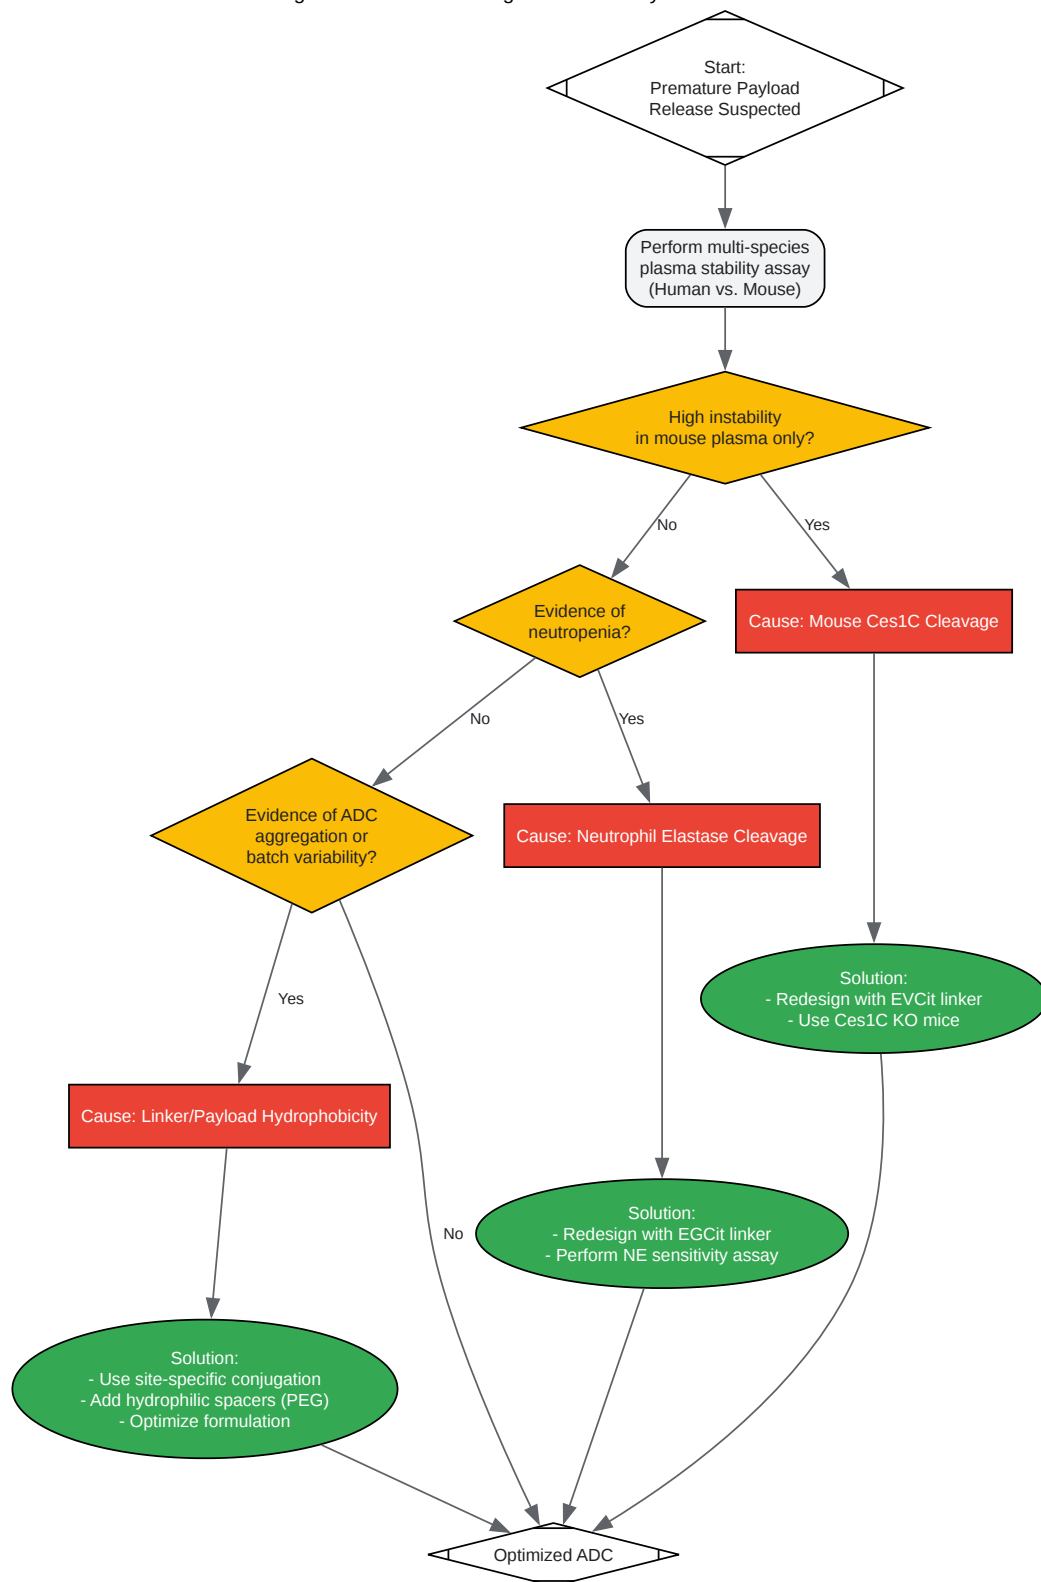 Start:
Premature Payload
Release Suspected
Perform multi-species
plasma stability assay
(Human vs. Mouse)
High instability
in mouse plasma only?
No
Yes
Evidence of
neutropenia?
Cause: Mouse Ces1C Cleavage
No
Yes
Evidence of ADC
aggregation or
batch variability?
Cause: Neutrophil Elastase Cleavage
Solution:
- Redesign with EVCit linker
- Use Ces1C KO mice
Yes
Cause: Linker/Payload Hydrophobicity
No
Solution:
- Redesign with EGCit linker
- Perform NE sensitivity assay
Solution:
- Use site-specific conjugation
- Add hydrophilic spacers (PEG)
- Optimize formulation
Optimized ADC